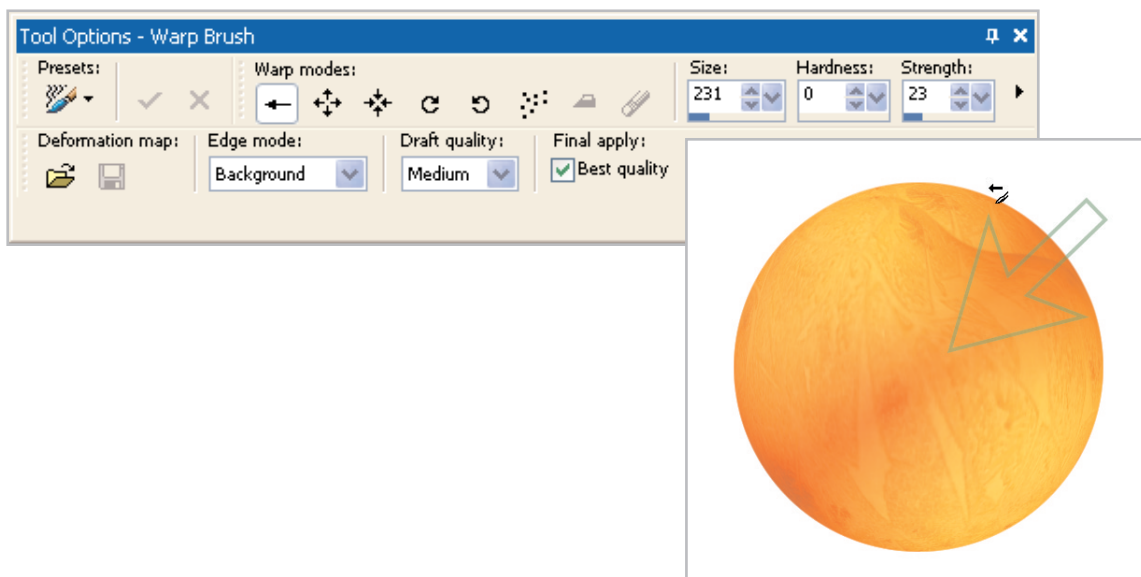 Tool Options - Warp Brush
Presets: Warp modes: Size: Hardness: Strength:
231 0 23
Deformation map: Edge mode: Draft quality: Final apply:
Background Medium Best quality